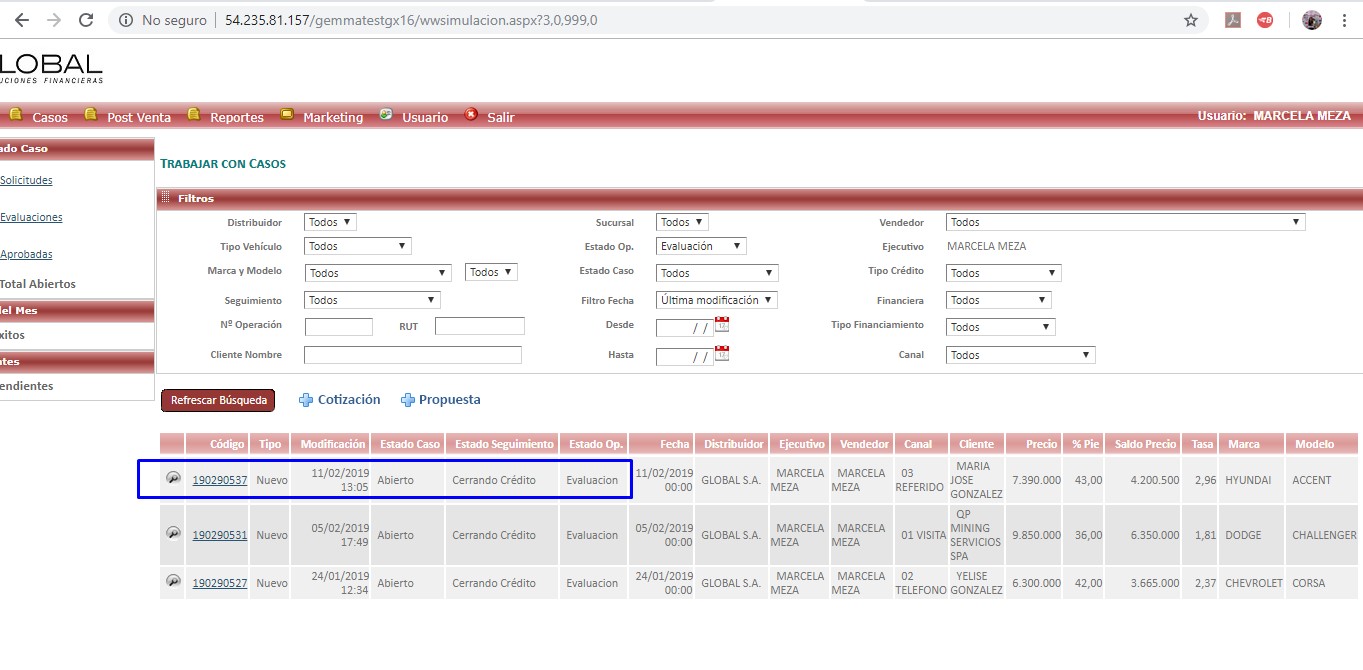 No seguro | 54.235.81.157/gemmatestgx16/wwsimulacion.aspx?3,0,999,0
LOBAL
UCIONES FINANCIERAS
Casos Post Venta Reportes Marketing Usuario Salir Usuario: MARCELA MEZA
ado Caso
Solicitudes
Evaluaciones
Aprobadas
Total Abiertos
del Mes
xitos
ntes
endientes
TRABAJAR CON CASOS
Filtros
Distribuidor Todos Sucursal Todos Vendedor Todos
Tipo Vehículo Todos Estado Op. Evaluación Ejecutivo MARCELA MEZA
Marca y Modelo Todos Todos Estado Caso Todos Tipo Crédito Todos
Seguimiento Todos Filtro Fecha Última modificación Financiera Todos
Nº Operación RUT Desde / / Tipo Financiamiento Todos
Cliente Nombre Hasta / / Canal Todos
Refrescar Búsqueda Cotización Propuesta
Código Tipo Modificación Estado Caso Estado Seguimiento Estado Op. Fecha Distribuidor Ejecutivo Vendedor Canal Cliente Precio % Pie Saldo Precio Tasa Marca Modelo
190290537 Nuevo 11/02/2019 13:05 Abierto Cerrando Crédito Evaluacion 11/02/2019 00:00 GLOBAL S.A. MARCELA MEZA MARCELA MEZA 03 REFERIDO MARIA JOSE GONZALEZ 7.390.000 43,00 4.200.500 2,96 HYUNDAI ACCENT
190290531 Nuevo 05/02/2019 17:49 Abierto Cerrando Crédito Evaluacion 05/02/2019 00:00 GLOBAL S.A. MARCELA MEZA MARCELA MEZA 01 VISITA QP MINING SERVICIOS SPA 9.850.000 36,00 6.350.000 1,81 DODGE CHALLENGER
190290527 Nuevo 24/01/2019 12:34 Abierto Cerrando Crédito Evaluacion 24/01/2019 00:00 GLOBAL S.A. MARCELA MEZA MARCELA MEZA 02 TELEFONO YELISE GONZALEZ 6.300.000 42,00 3.665.000 2,37 CHEVROLET CORSA